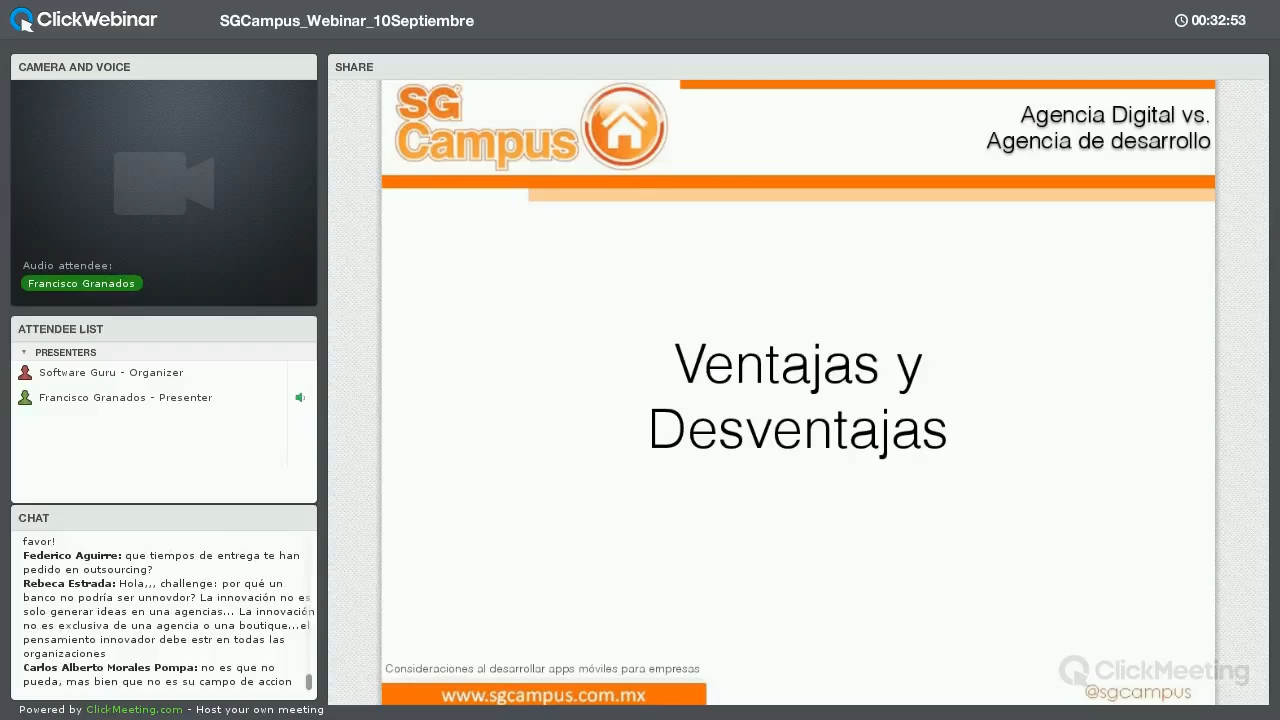 ClickWebinar
SGCampus_Webinar_10Septiembre
00:32:53
CAMERA AND VOICE
Audio attendee:
Francisco Granados
ATTENDEE LIST
PRESENTERS
Software Guru - Organizer
Francisco Granados - Presente
CHAT
favor!
Federico Aguirre: que tiempos de entrega te han
pedido en outsourcing?
Rebeca Estrada: Hola,,, challenge: por qué un
banco no podría ser unnovdor? La innovación no es
solo generar ideas en una agencias... La innovación
no es exclusiva de una agencia o una boutique...el
pensamiento innovador debe estr en todas las
organizaciones
Carlos Alberto Morales Pompa: no es que no
pueda, mas bien que no es su campo de accion
Powered by ClickMeeting.com - Host your own meeting
SHARE
SG
Campus
Agencia Digital vs.
Agencia de desarrollo
Ventajas y
Desventajas
Consideraciones al desarrollar apps móviles para empresas
www.sgcampus.com.mx
ClickMeeting
@sgcampus